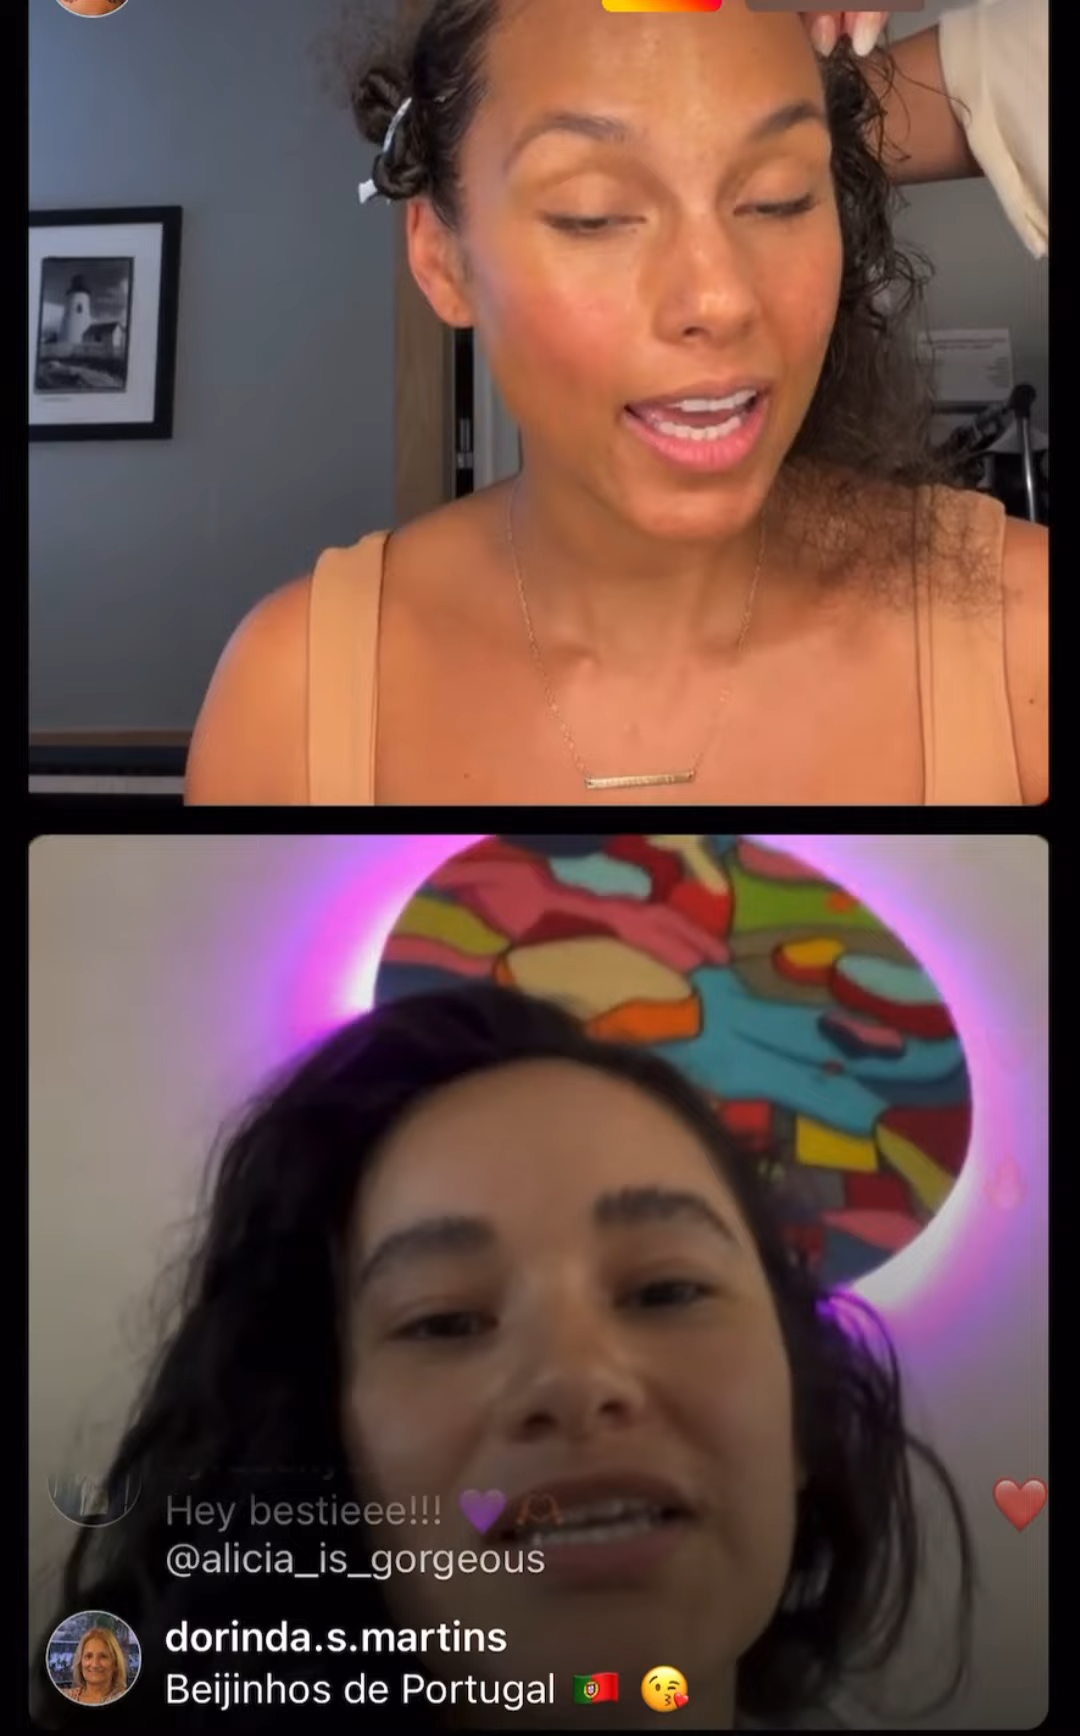 Hey bestieee!!! 💜🫶🏾
@alicia_is_gorgeous
dorinda.s.martins
Beijinhos de Portugal 🇵🇹 😘